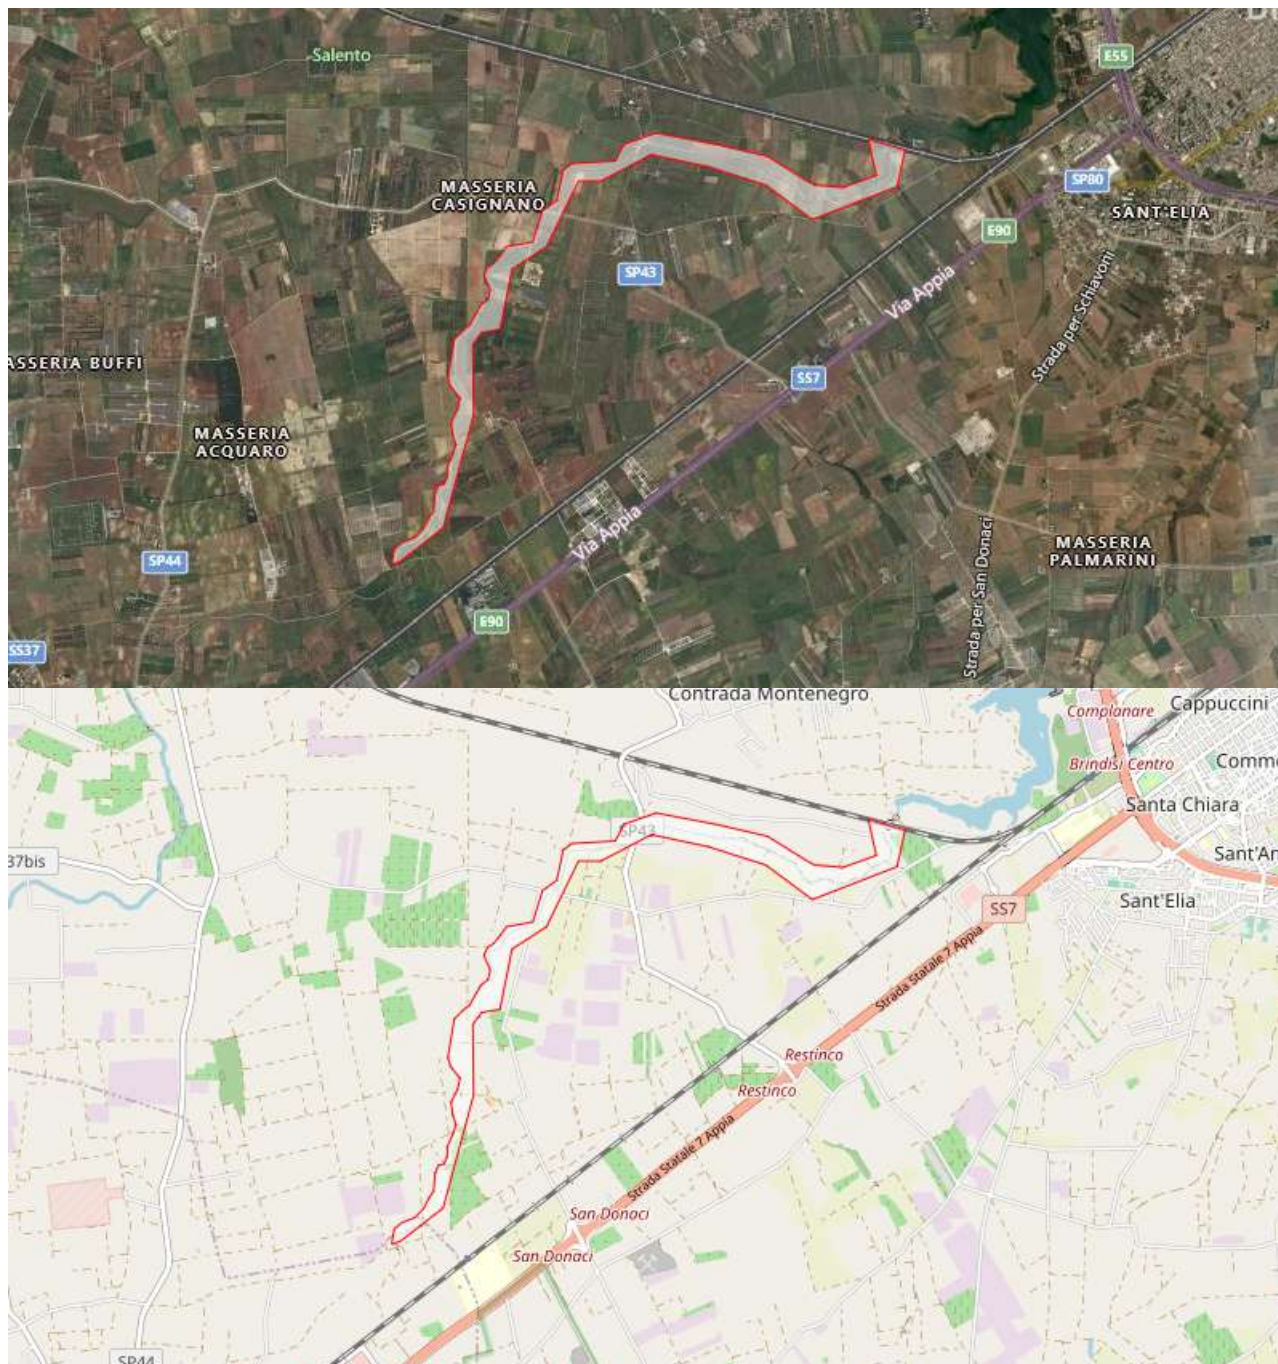 Salento
E55
SP80
MASSERIA
CASIGNANO
SANT'ELIA
E90
SP43
Via Appia
Strada per Schiavoni
ASSERIA BUFFI
SS7
MASSERIA
ACQUARO
Via Appia
MASSERIA
PALMARINI
SP44
Strada per San Donaci
E90
SS37
Contrada Montenegro
Cappuccini
Complanare
Brindisi Centro
Comme
Santa Chiara
SP43
Sant'Ar
37bis
Sant'Elia
SS7
Strada Statale 7 Appia
Restinco
Restinco
Strada Statale 7 Appia
San Donaci
San Donaci
SP44